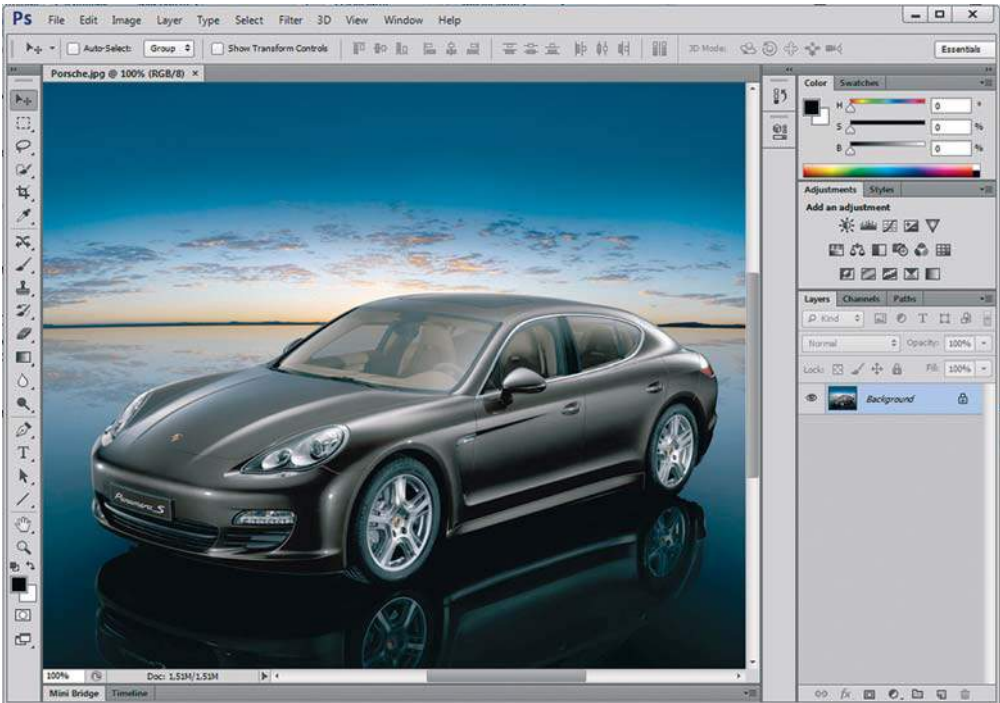 Ps File Edit Image Layer Type Select Filter 3D View Window Help
Auto-Select: Group Show Transform Controls 3D Mode: Essentials
Porsche.jpg @ 100% (RGB/8) ×
Color Swatches
H 0 °
S 0 %
B 0 %
Adjustments Styles
Add an adjustment
Layers Channels Paths
Kind
Normal Opacity: 100%
Lock: Fill: 100%
Background
Panamera S
100% Doc: 1.51M/1.51M
Mini Bridge Timeline